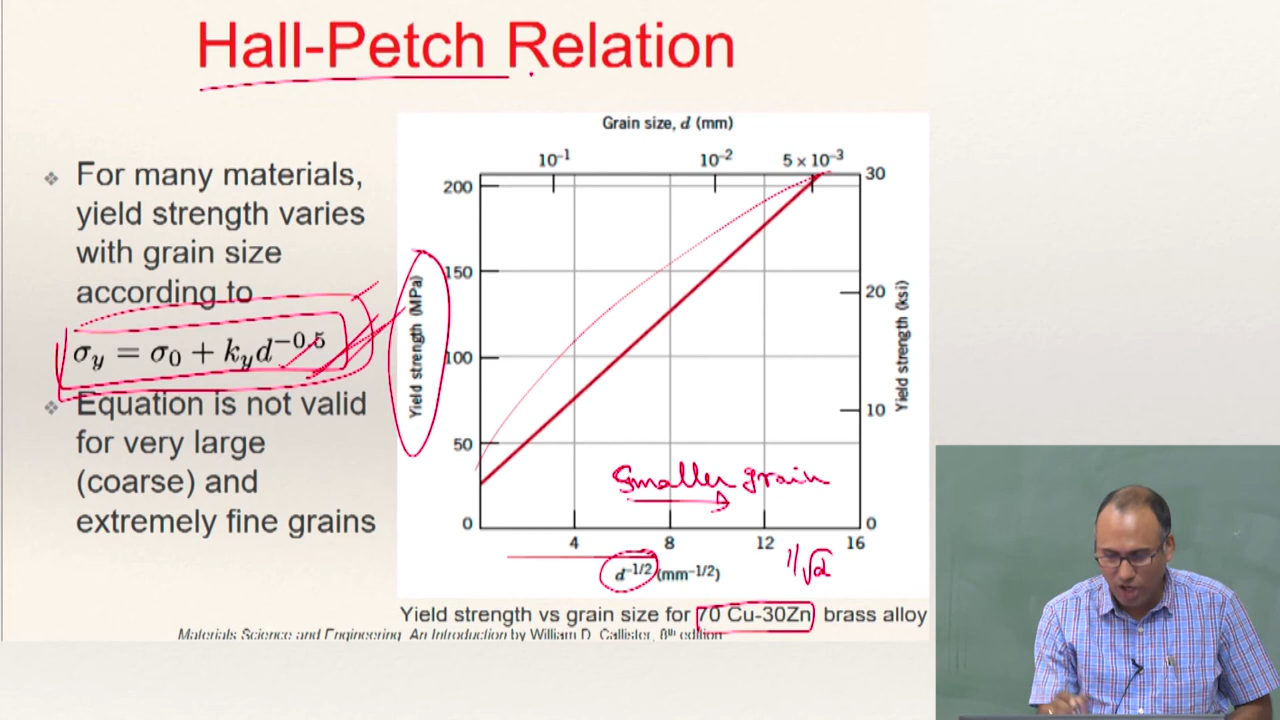 Hall-Petch Relation
❖ For many materials,
yield strength varies
with grain size
according to
σy = σ0 + kyd−0.5
❖ Equation is not valid
for very large
(coarse) and
extremely fine grains
Grain size, d (mm)
10−1 10−2 5 × 10−3
200
150
100
50
0
Yield strength (MPa)
30
20
10
0
Yield strength (ksi)
Smaller grain
4 8 12 16
d−1/2 (mm−1/2)
1/√d
Yield strength vs grain size for 70 Cu-30Zn brass alloy
Materials Science and Engineering An Introduction by William D. Callister, 8th edition